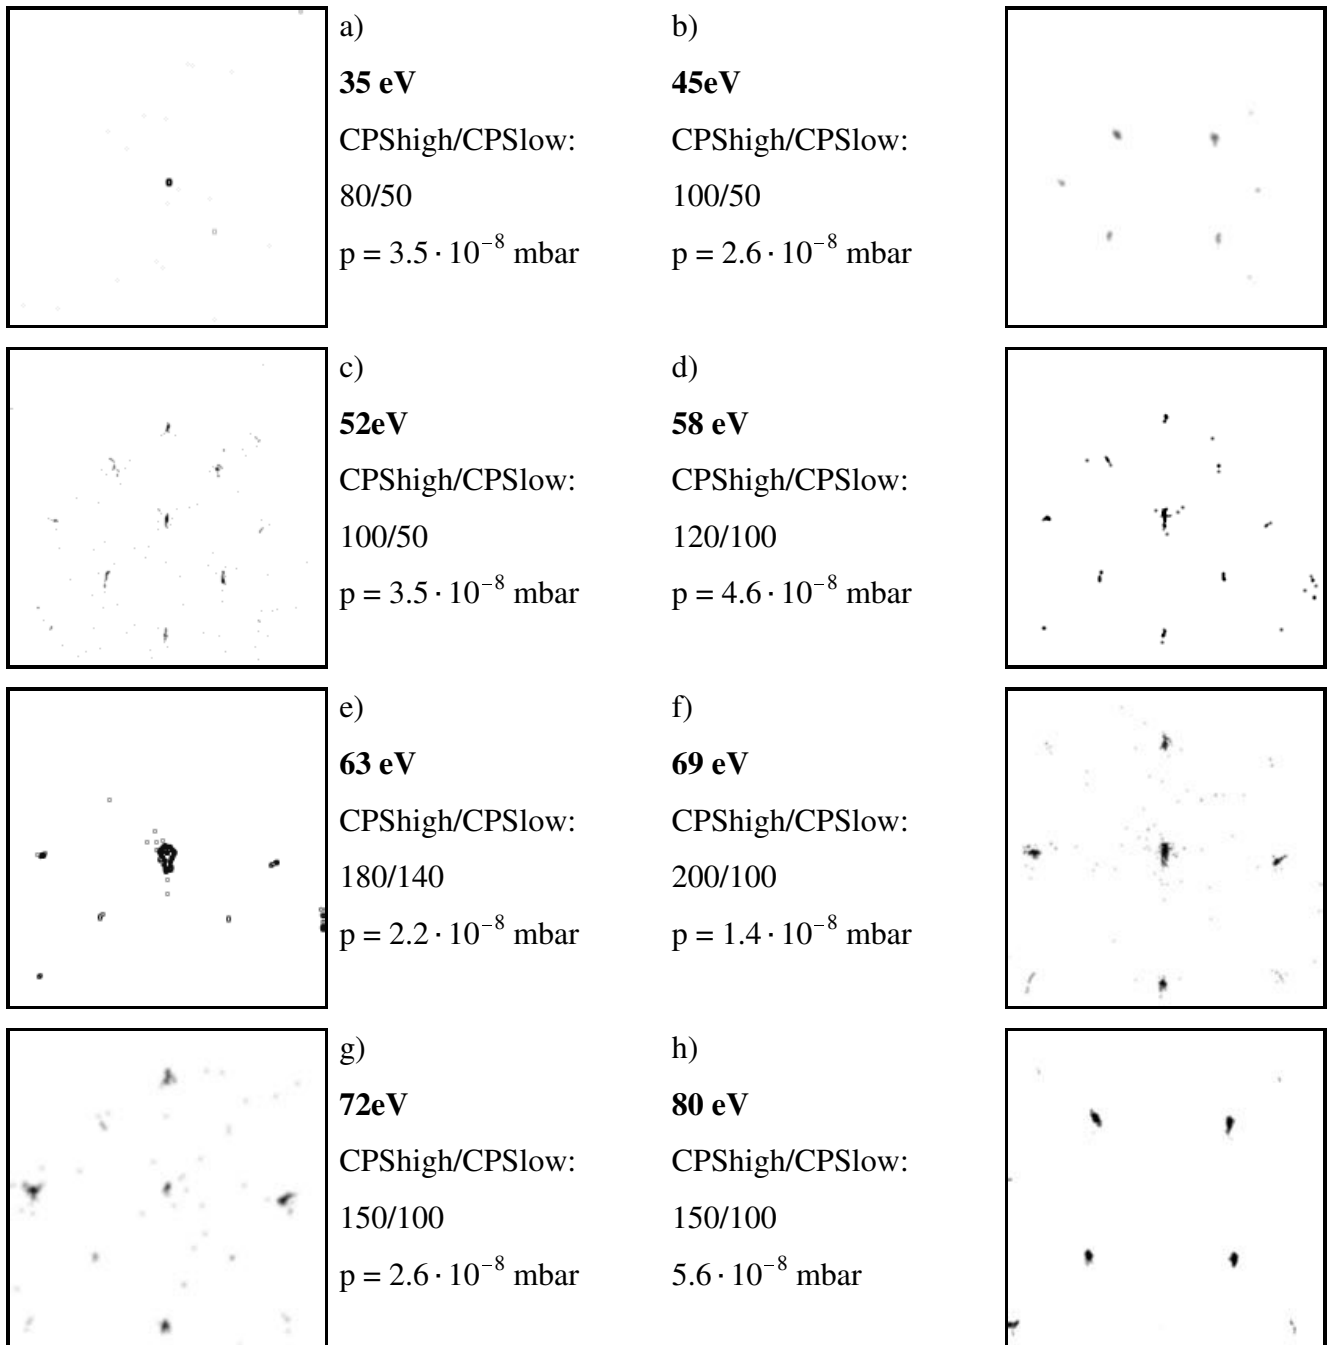 a)
35 eV
CPShigh/CPSlow:
80/50
p = 3.5 · 10⁻⁸ mbar
b)
45eV
CPShigh/CPSlow:
100/50
p = 2.6 · 10⁻⁸ mbar
c)
52eV
CPShigh/CPSlow:
100/50
p = 3.5 · 10⁻⁸ mbar
d)
58 eV
CPShigh/CPSlow:
120/100
p = 4.6 · 10⁻⁸ mbar
e)
63 eV
CPShigh/CPSlow:
180/140
p = 2.2 · 10⁻⁸ mbar
f)
69 eV
CPShigh/CPSlow:
200/100
p = 1.4 · 10⁻⁸ mbar
g)
72eV
CPShigh/CPSlow:
150/100
p = 2.6 · 10⁻⁸ mbar
h)
80 eV
CPShigh/CPSlow:
150/100
5.6 · 10⁻⁸ mbar